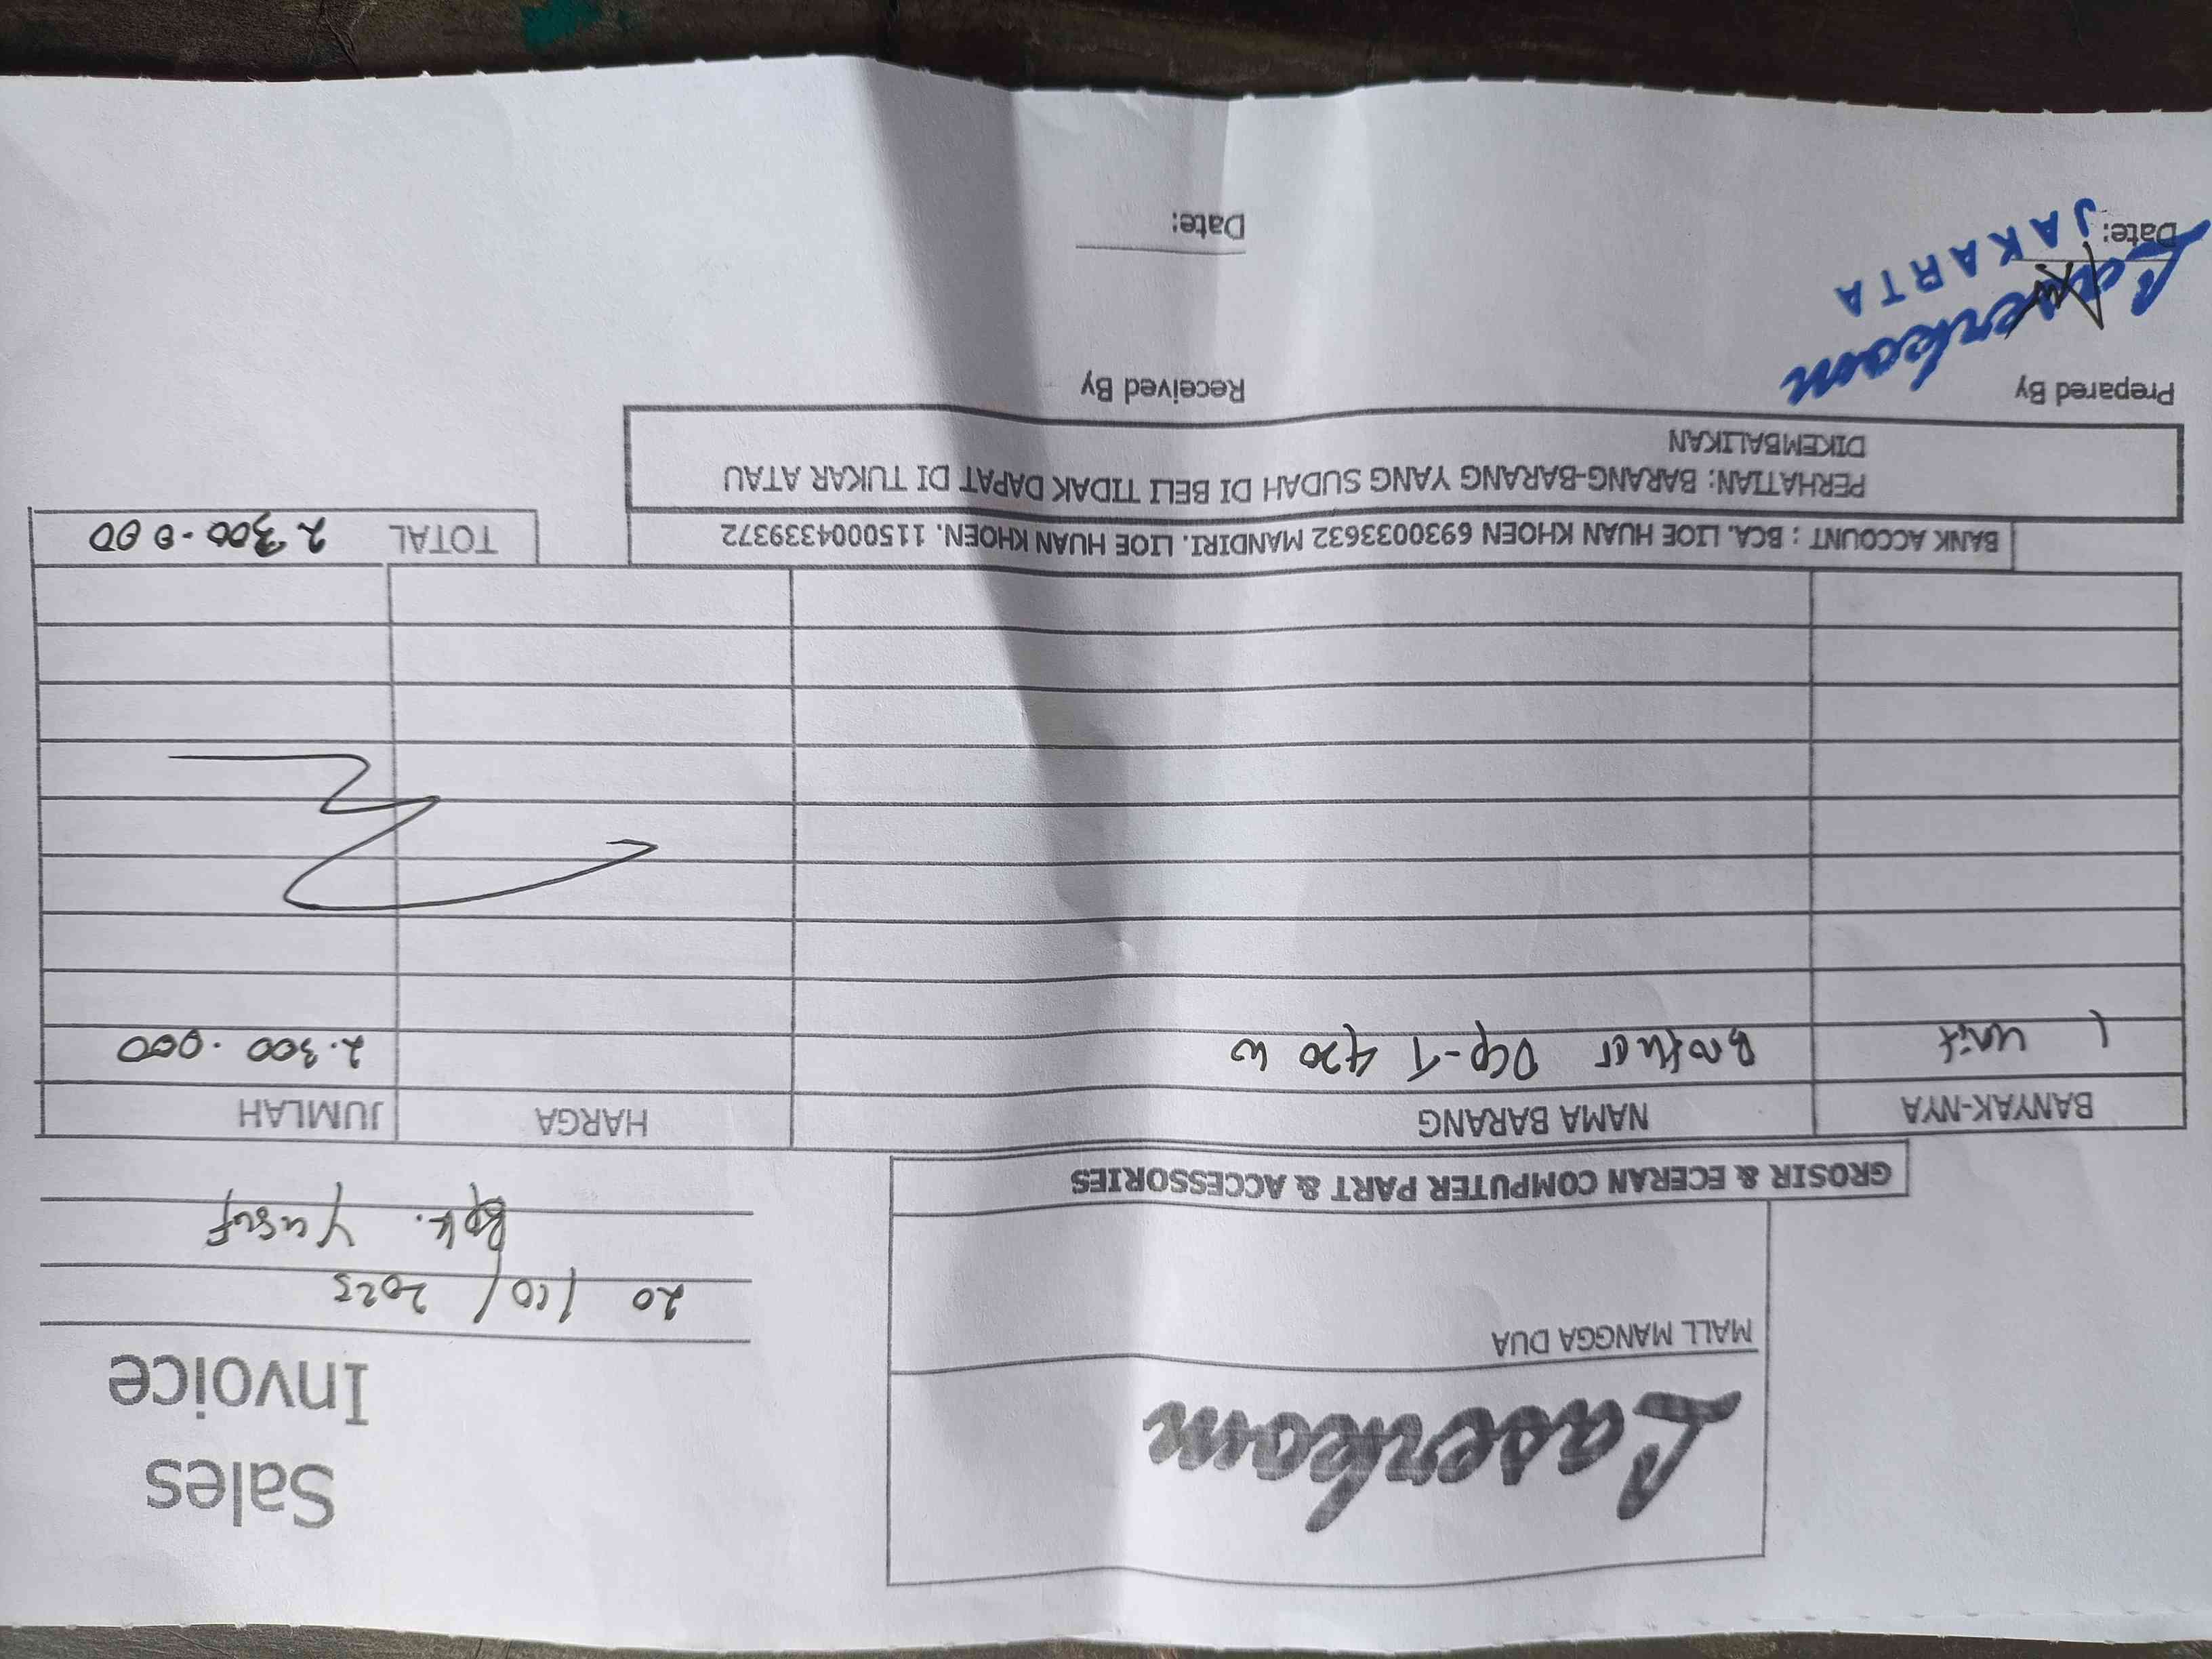 Laserkom
MALL MANGGA DUA
GROSIR & ECERAN COMPUTER PART & ACCESSORIES
Sales
Invoice
20 / 10 / 2025
Bpk. Yusuf
BANYAK-NYA NAMA BARANG HARGA JUMLAH
1 unit Brother Dcp-T 420 w 2.300.000
BANK ACCOUNT : BCA. LIOE HUAN KHOEN 6930033632 MANDIRI. LIOE HUAN KHOEN. 1150004339372
TOTAL 2.300.000
PERHATIAN: BARANG-BARANG YANG SUDAH DI BELI TIDAK DAPAT DI TUKAR ATAU
DIKEMBALIKAN
Prepared By Received By
Laserkom
JAKARTA
Date: Date: